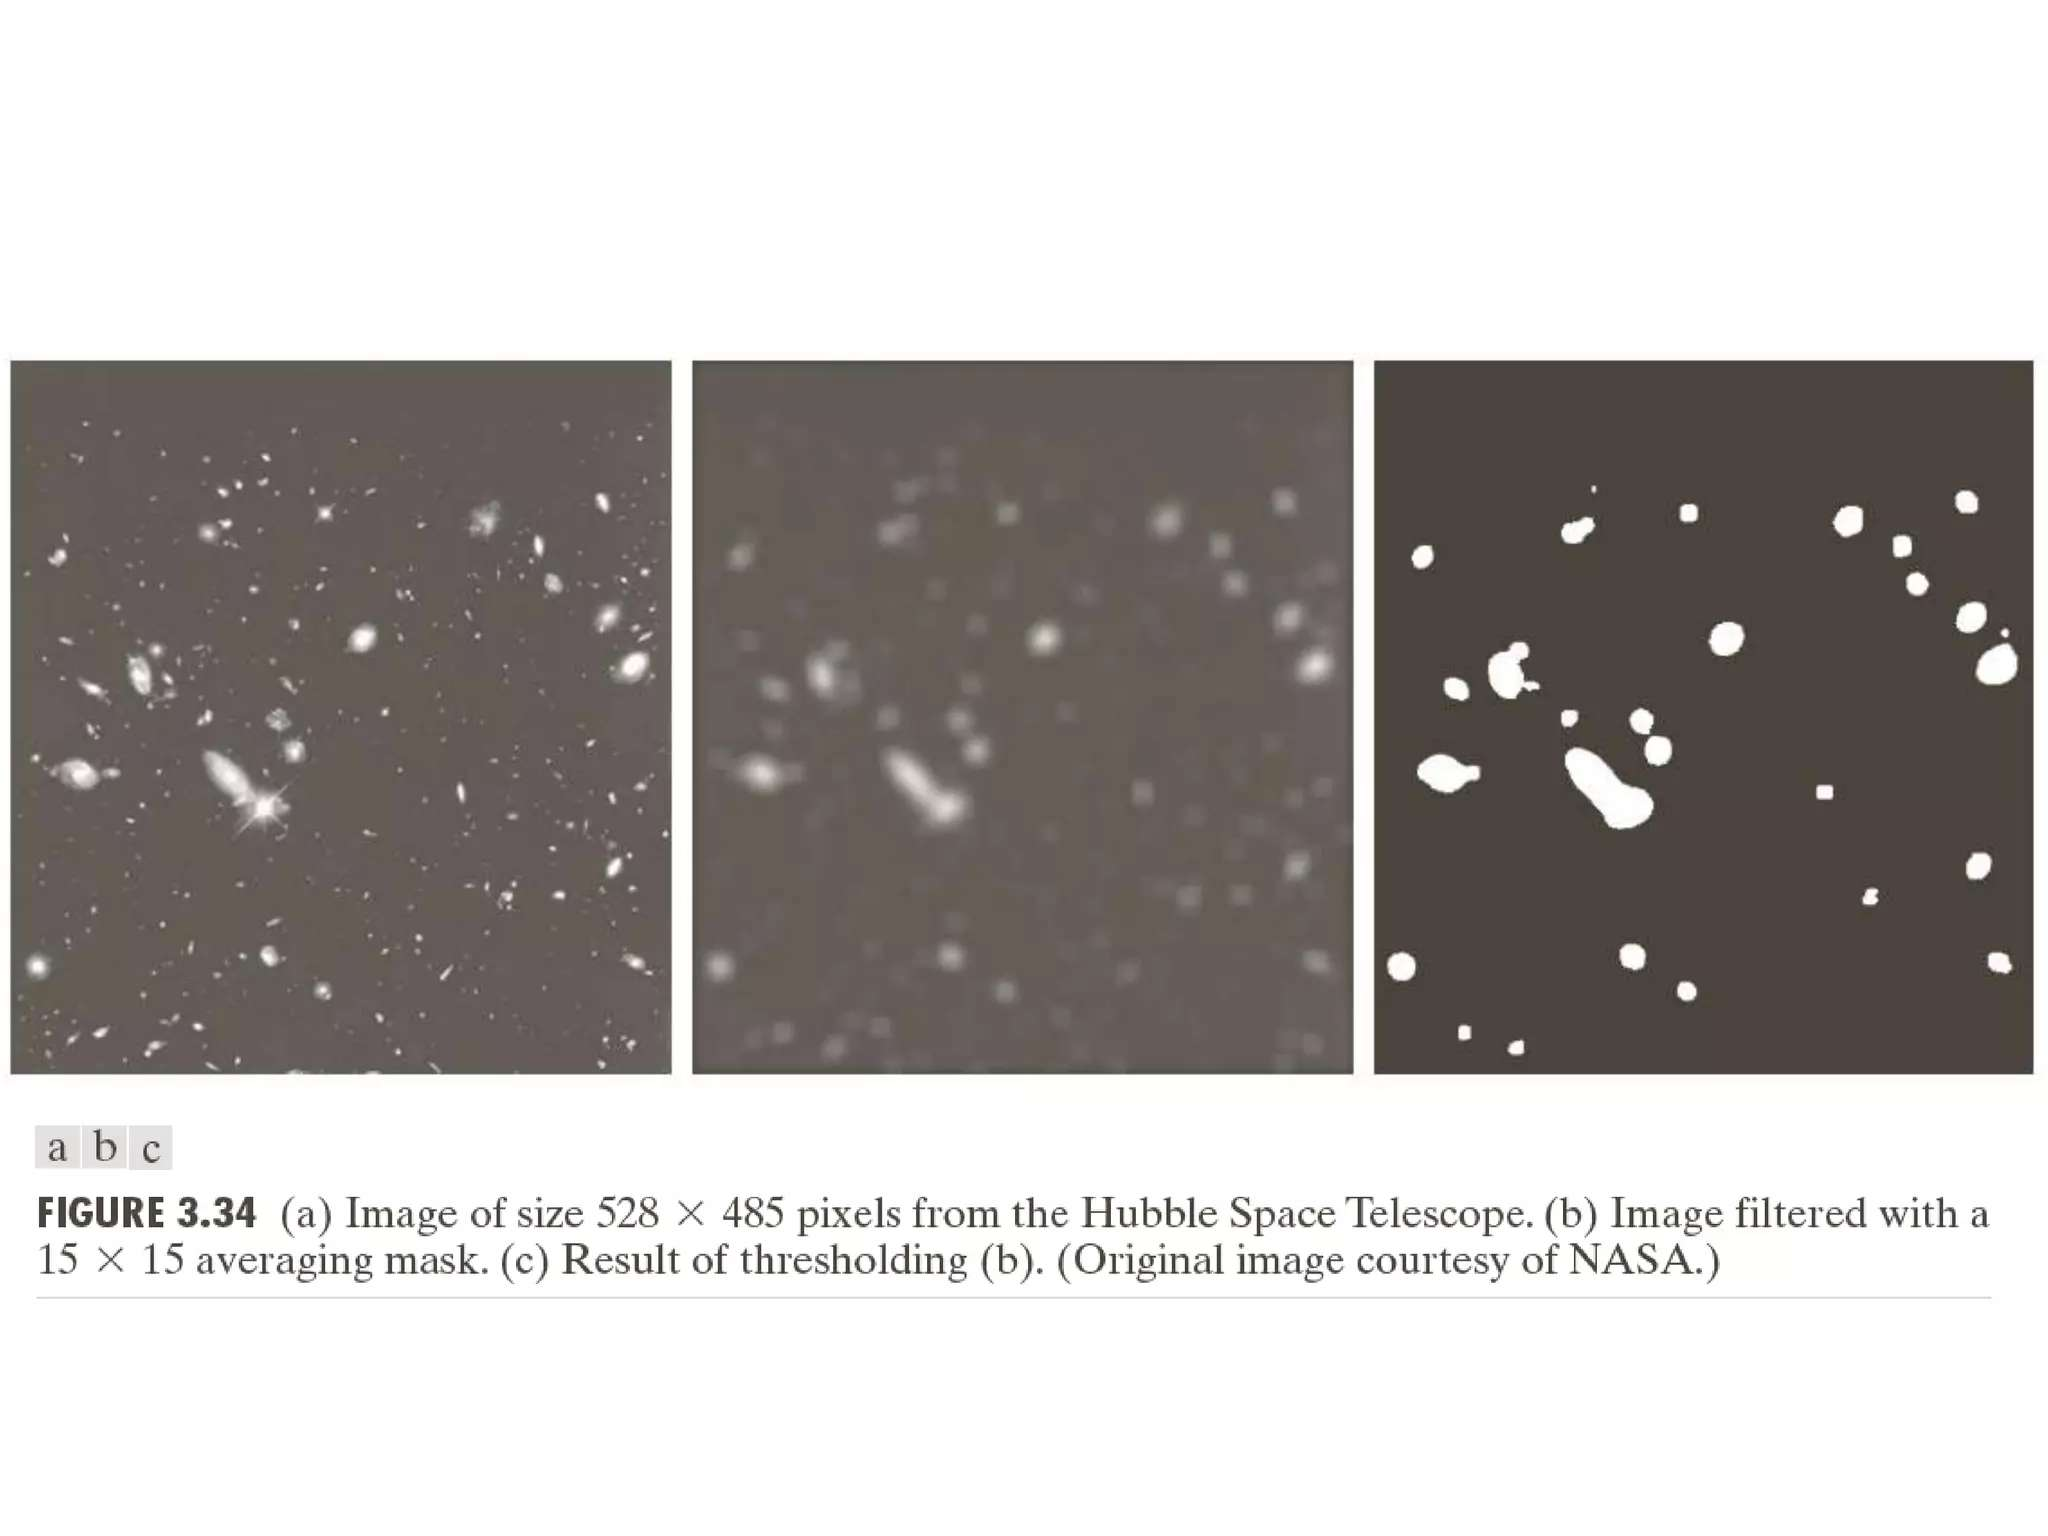 a b c
FIGURE 3.34 (a) Image of size 528 × 485 pixels from the Hubble Space Telescope. (b) Image filtered with a
15 × 15 averaging mask. (c) Result of thresholding (b). (Original image courtesy of NASA.)